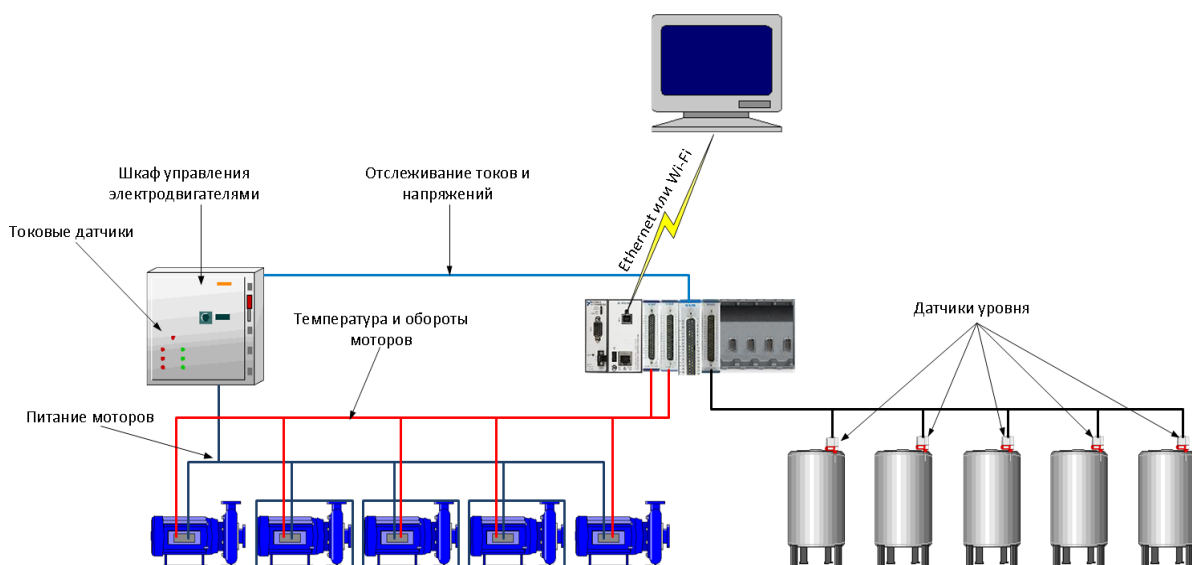 Ethernet или Wi-Fi
Шкаф управления
электродвигателями
Отслеживание токов и
напряжений
Токовые датчики
Температура и обороты
моторов
Датчики уровня
Питание моторов